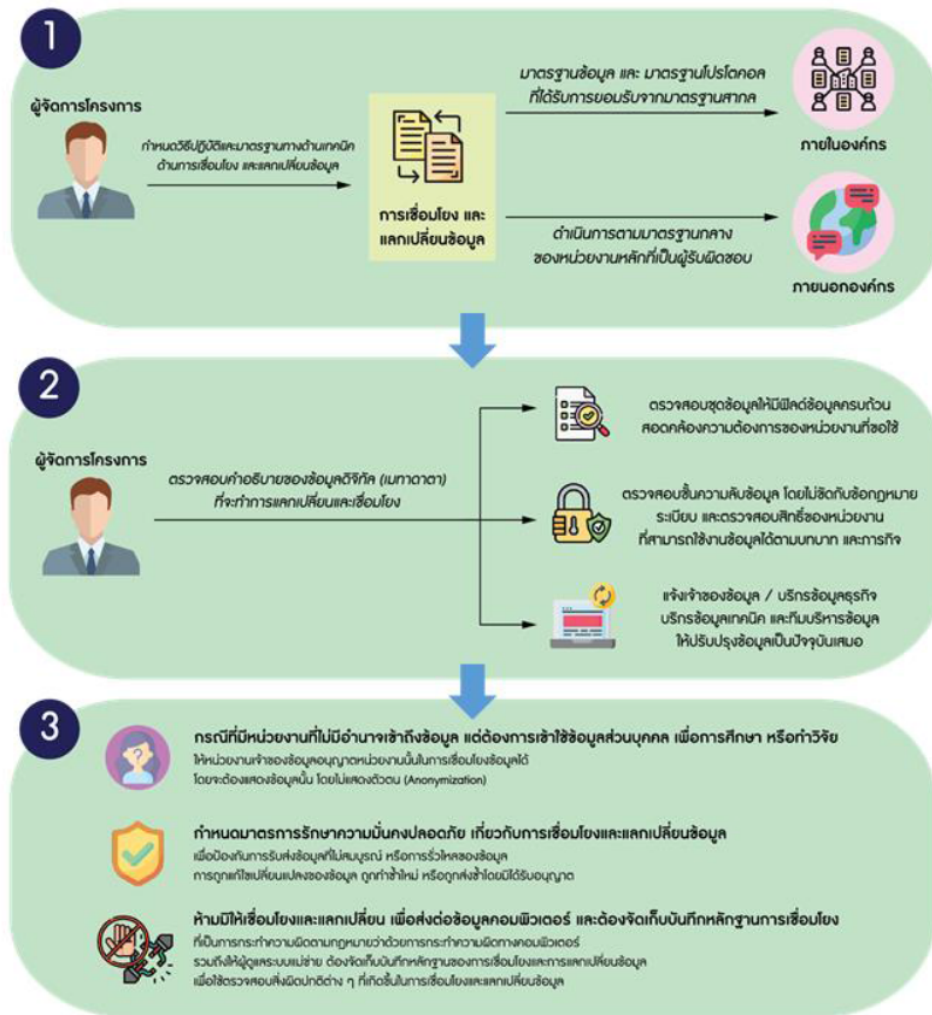 1
ผู้จัดการโครงการ
กำหนดวิธีปฏิบัติและมาตรฐานทางด้านเทคนิค
ด้านการเชื่อมโยง และแลกเปลี่ยนข้อมูล
การเชื่อมโยง และ
แลกเปลี่ยนข้อมูล
มาตรฐานข้อมูล และ มาตรฐานโปรโตคอล
ที่ได้รับการยอมรับจากมาตรฐานสากล
ภายในองค์กร
ดำเนินการตามมาตรฐานกลาง
ของหน่วยงานหลักที่เป็นผู้รับผิดชอบ
ภายนอกองค์กร
2
ผู้จัดการโครงการ
ตรวจสอบคำอธิบายของข้อมูลดิจิทัล (เมทาดาตา)
ที่จะทำการแลกเปลี่ยนและเชื่อมโยง
ตรวจสอบชุดข้อมูลให้มีฟิลด์ข้อมูลครบถ้วน
สอดคล้องความต้องการของหน่วยงานที่ขอใช้
ตรวจสอบชั้นความลับข้อมูล โดยไม่ขัดกับข้อกฎหมาย
ระเบียบ และตรวจสอบสิทธิ์ของหน่วยงาน
ที่สามารถใช้งานข้อมูลได้ตามบทบาท และภารกิจ
แจ้งเจ้าของข้อมูล / บริกรข้อมูลธุรกิจ
บริกรข้อมูลเทคนิค และทีมบริหารข้อมูล
ให้ปรับปรุงข้อมูลเป็นปัจจุบันเสมอ
3
กรณีที่มีหน่วยงานที่ไม่มีอำนาจเข้าถึงข้อมูล แต่ต้องการเข้าใช้ข้อมูลส่วนบุคคล เพื่อการศึกษา หรือทำวิจัย
ให้หน่วยงานเจ้าของข้อมูลอนุญาตหน่วยงานนั้นในการเชื่อมโยงข้อมูลได้
โดยจะต้องแสดงข้อมูลนั้น โดยไม่แสดงตัวตน (Anonymization)
กำหนดมาตรการรักษาความมั่นคงปลอดภัย เกี่ยวกับการเชื่อมโยงและแลกเปลี่ยนข้อมูล
เพื่อป้องกันการรับส่งข้อมูลที่ไม่สมบูรณ์ หรือการรั่วไหลของข้อมูล
การถูกแก้ไขเปลี่ยนแปลงของข้อมูล ถูกทำซ้ำใหม่ หรือถูกส่งซ้ำโดยมิได้รับอนุญาต
ห้ามมิให้เชื่อมโยงและแลกเปลี่ยน เพื่อส่งต่อข้อมูลคอมพิวเตอร์ และต้องจัดเก็บบันทึกหลักฐานการเชื่อมโยง
ที่เป็นการกระทำความผิดตามกฎหมายว่าด้วยการกระทำความผิดทางคอมพิวเตอร์
รวมถึงให้ผู้ดูแลระบบแม่ข่าย ต้องจัดเก็บบันทึกหลักฐานของการเชื่อมโยงและการแลกเปลี่ยนข้อมูล
เพื่อใช้ตรวจสอบสิ่งผิดปกติต่าง ๆ ที่เกิดขึ้นในการเชื่อมโยงและแลกเปลี่ยนข้อมูล